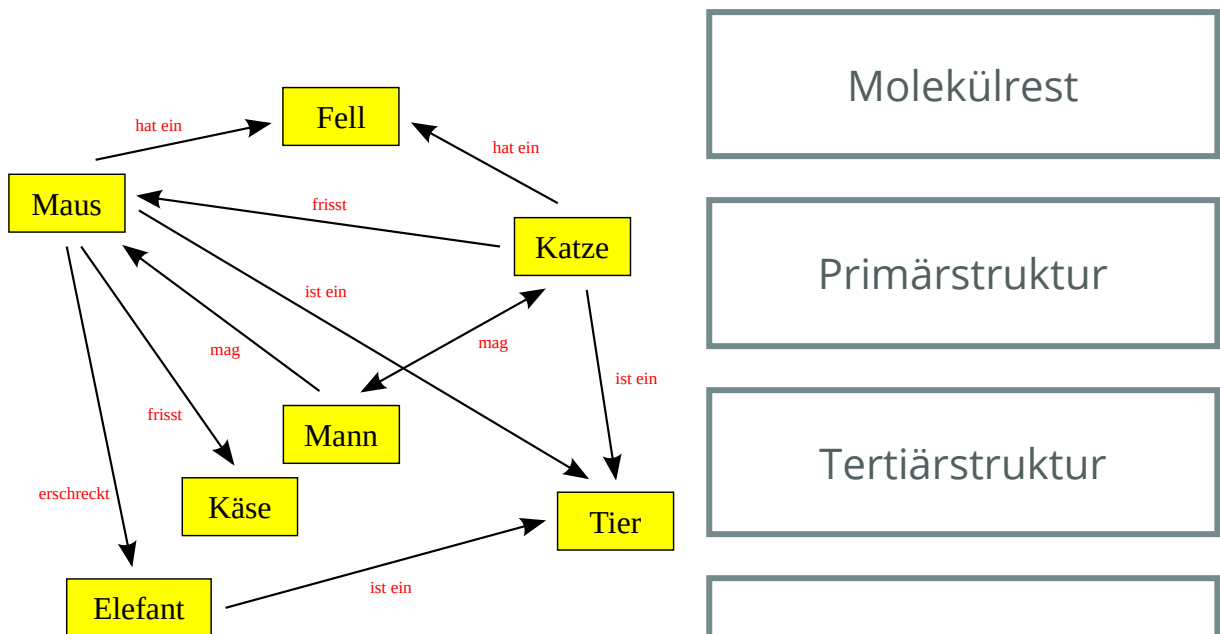 Fell
hat ein
hat ein
Maus
frisst
Katze
ist ein
mag
mag
ist ein
frisst
Mann
erschreckt
Käse
Tier
ist ein
Elefant
Molekülrest
Primärstruktur
Tertiärstruktur